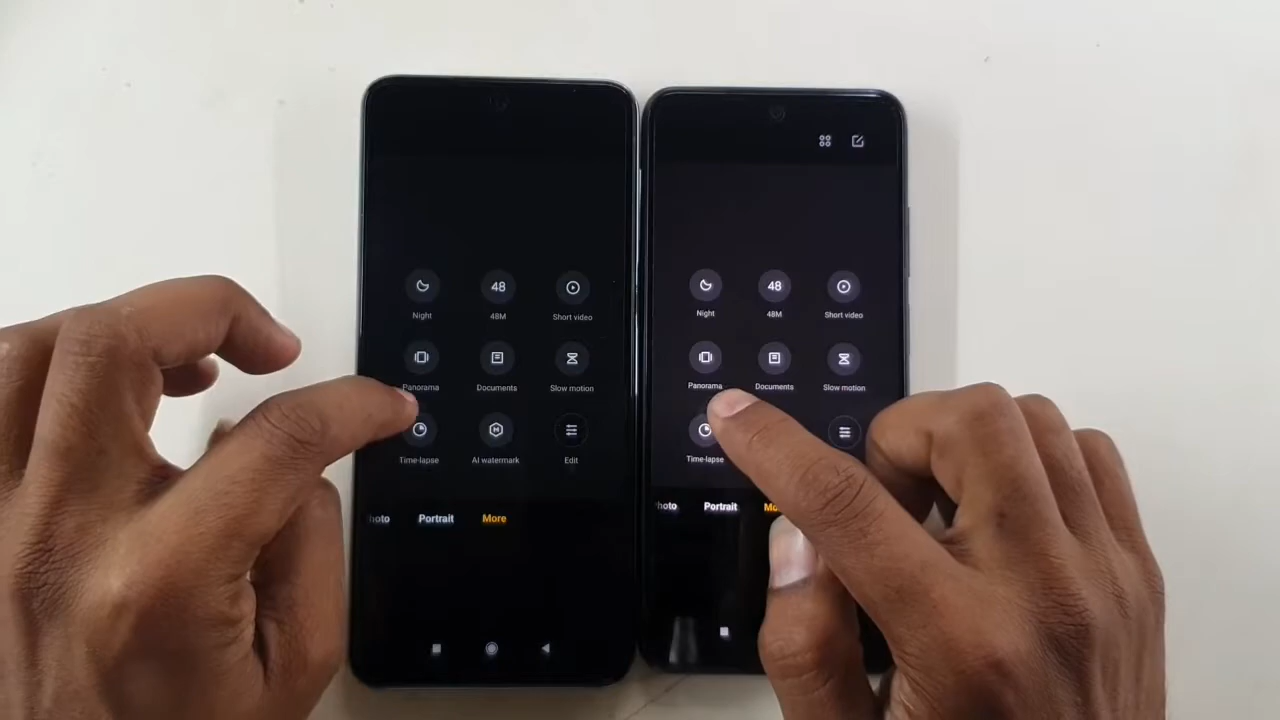 48
Night
48M
Short video
Panorama
Documents
Slow motion
Time-lapse
AI watermark
Edit
Portrait
More
48
Night
48M
Short video
Panorama
Documents
Slow motion
Time-lapse
Portrait